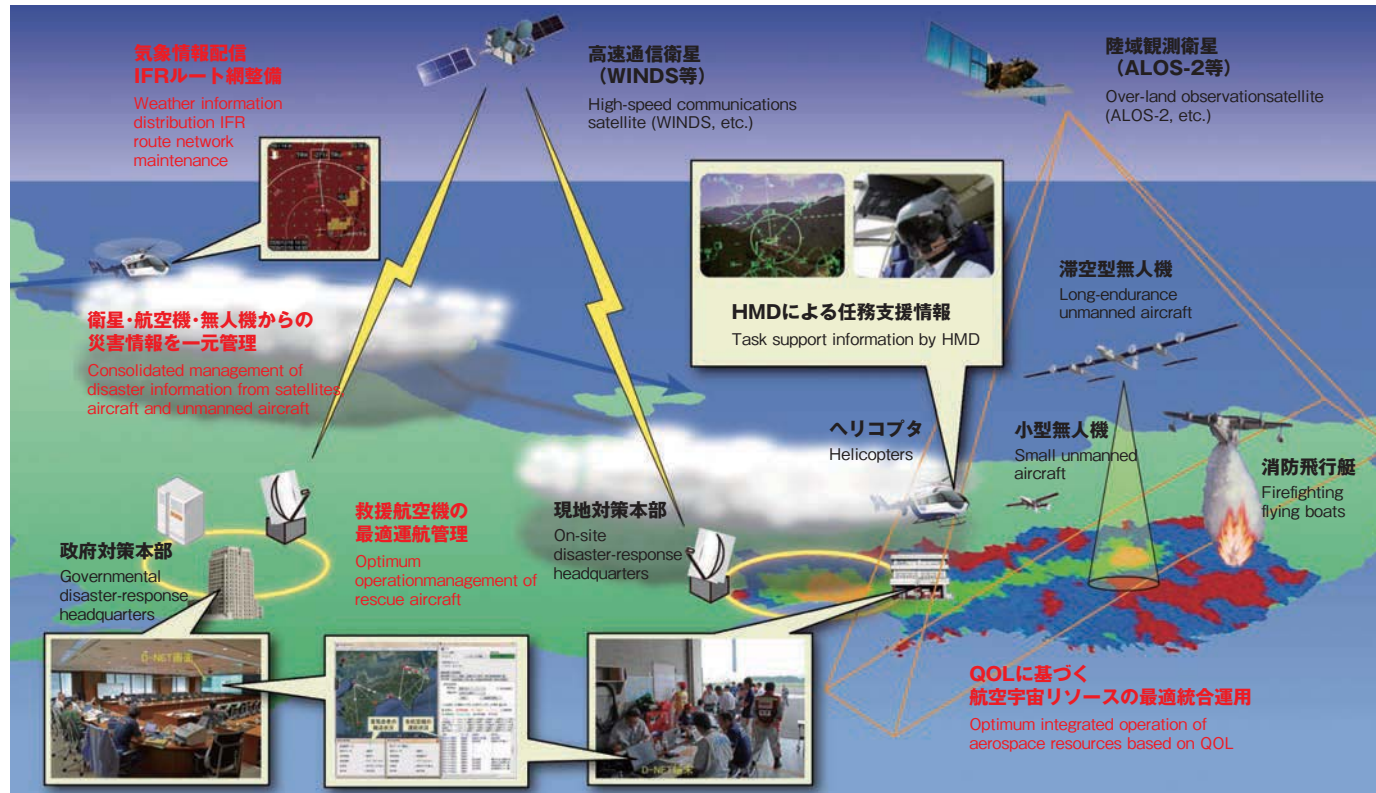 気象情報配信
IFRルート網整備
Weather information
distribution IFR
route network
maintenance
高速通信衛星
（WINDS等）
High-speed communications
satellite (WINDS, etc.)
陸域観測衛星
（ALOS-2等）
Over-land observationsatellite
(ALOS-2, etc.)
HMDによる任務支援情報
Task support information by HMD
滞空型無人機
Long-endurance
unmanned aircraft
衛星・航空機・無人機からの
災害情報を一元管理
Consolidated management of
disaster information from satellites,
aircraft and unmanned aircraft
ヘリコプタ
Helicopters
小型無人機
Small unmanned
aircraft
消防飛行艇
Firefighting
flying boats
救援航空機の
最適運航管理
Optimum
operationmanagement of
rescue aircraft
現地対策本部
On-site
disaster-response
headquarters
政府対策本部
Governmental
disaster-response
headquarters
D-NET画面
D-NET端末
QOLに基づく
航空宇宙リソースの最適統合運用
Optimum integrated operation of
aerospace resources based on QOL